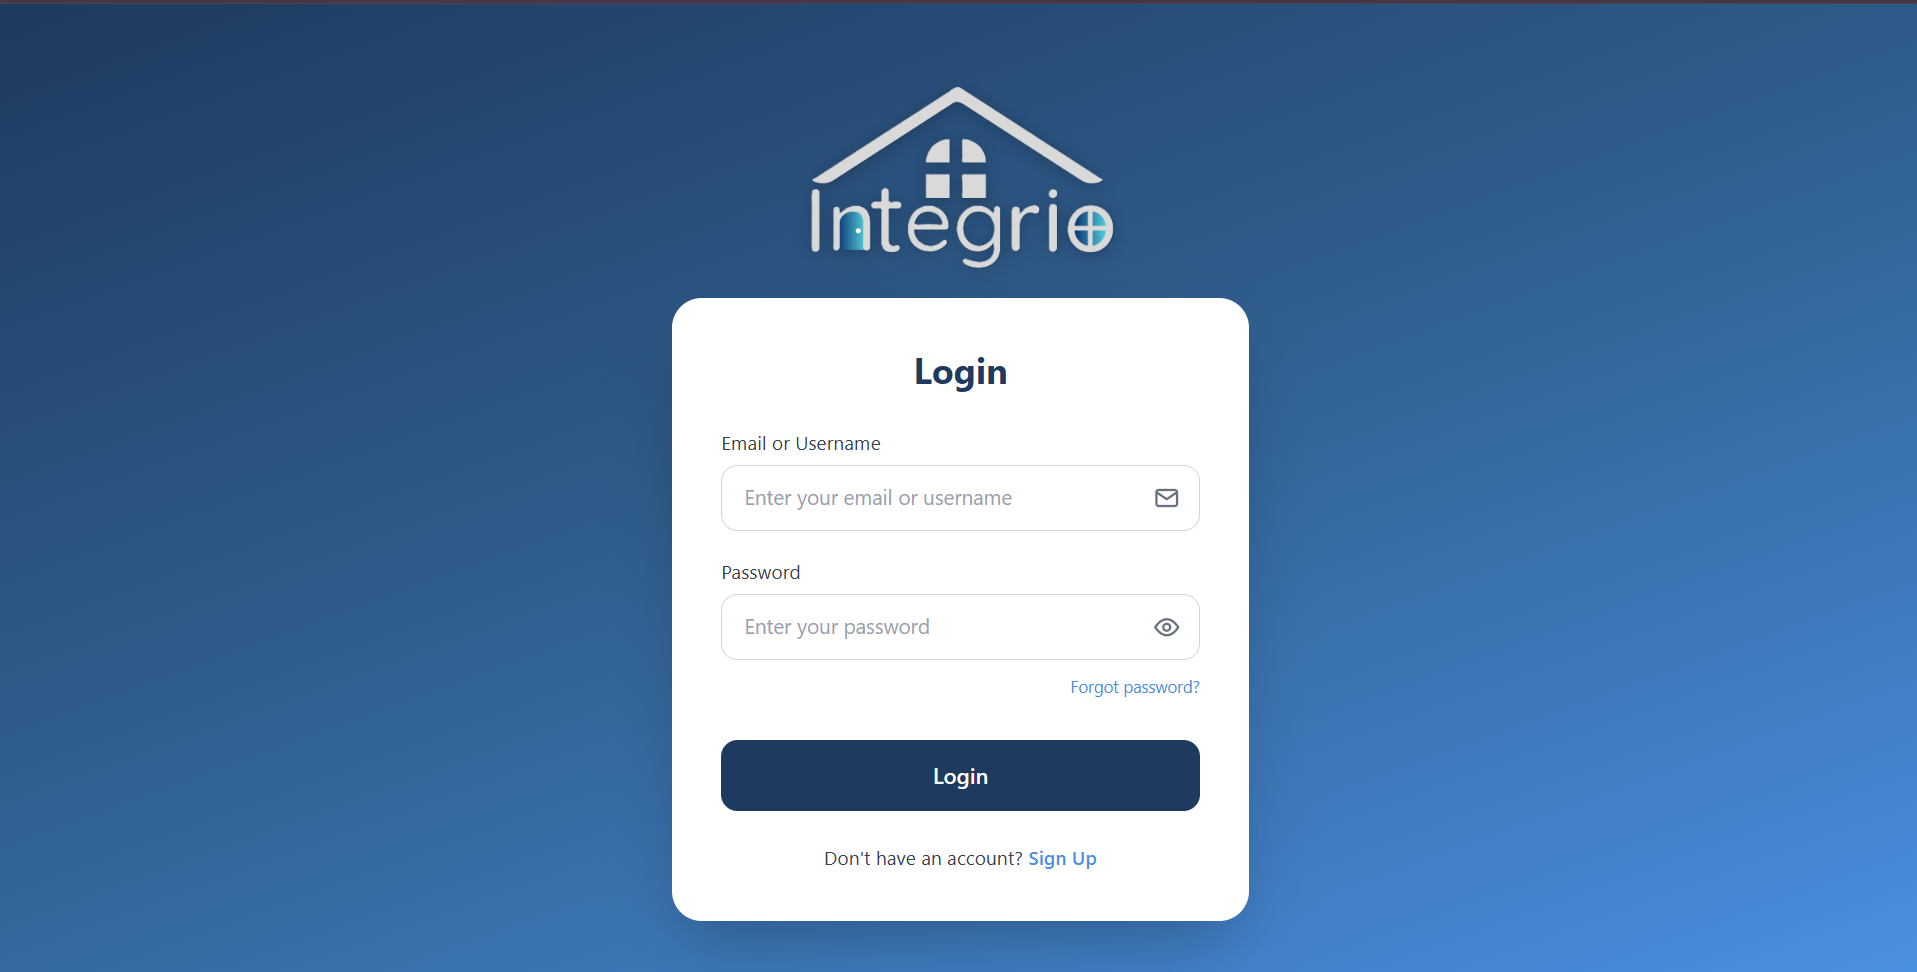 Integrio
Login
Email or Username
Enter your email or username
Password
Enter your password
Forgot password?
Login
Don't have an account? Sign Up